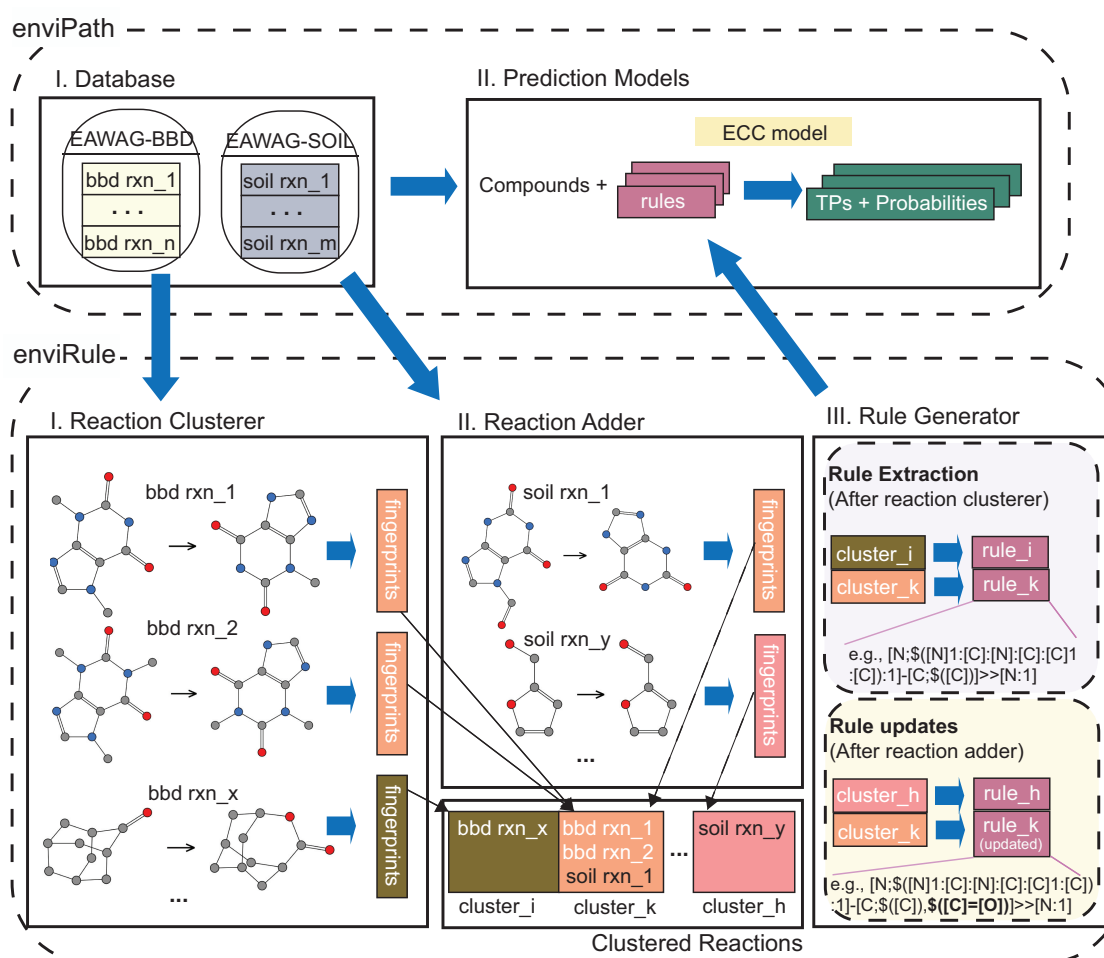 enviPath
I. Database
EAWAG-BBD
bbd rxn_1
...
bbd rxn_n
EAWAG-SOIL
soil rxn_1
...
soil rxn_m
II. Prediction Models
ECC model
Compounds +
rules
TPs + Probabilities
enviRule
I. Reaction Clusterer
bbd rxn_1
fingerprints
bbd rxn_2
fingerprints
bbd rxn_x
fingerprints
...
II. Reaction Adder
soil rxn_1
fingerprints
soil rxn_y
fingerprints
...
bbd rxn_x
bbd rxn_1
bbd rxn_2
soil rxn_1
...
soil rxn_y
cluster_i
cluster_k
cluster_h
Clustered Reactions
III. Rule Generator
Rule Extraction
(After reaction clusterer)
cluster_i
rule_i
cluster_k
rule_k
e.g., [N;$([N]1:[C]:[N]:[C]:[C]1
:[C]):1]-[C;$([C])]>>[N:1]
Rule updates
(After reaction adder)
cluster_h
rule_h
cluster_k
rule_k
(updated)
e.g., [N;$([N]1:[C]:[N]:[C]:[C]1:[C])
:1]-[C;$([C]),$([C]=[O])]>>[N:1]